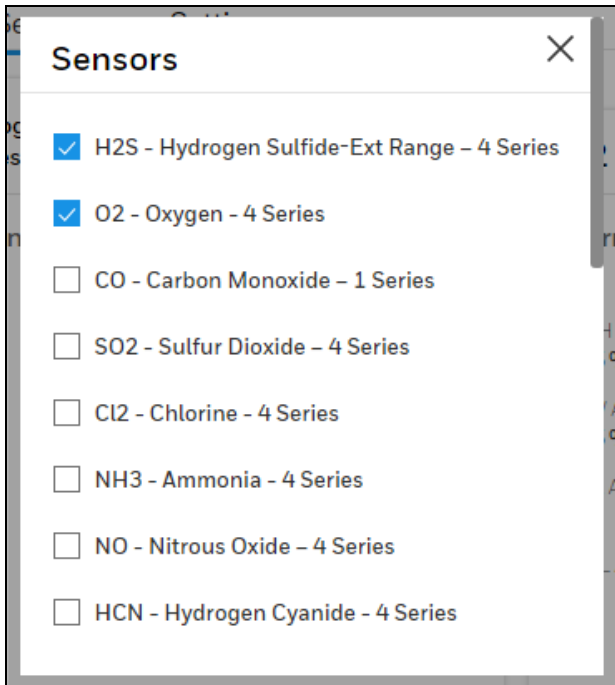 Sensors
H2S - Hydrogen Sulfide-Ext Range – 4 Series
O2 - Oxygen - 4 Series
CO - Carbon Monoxide – 1 Series
SO2 - Sulfur Dioxide – 4 Series
Cl2 - Chlorine - 4 Series
NH3 - Ammonia - 4 Series
NO - Nitrous Oxide – 4 Series
HCN - Hydrogen Cyanide - 4 Series